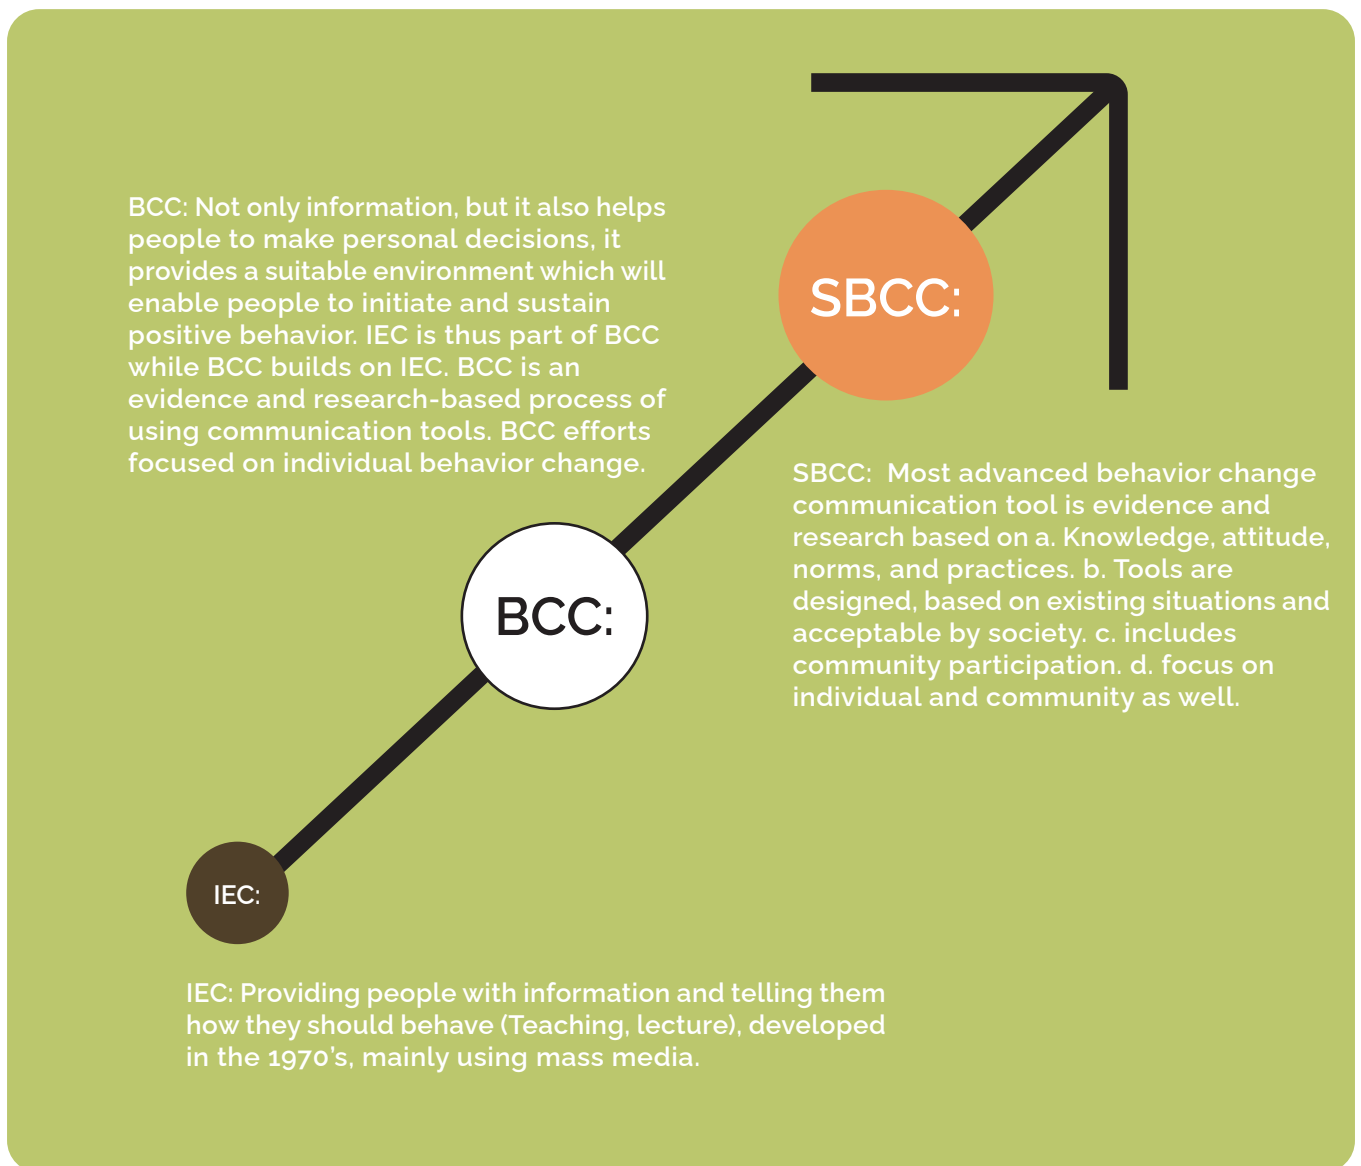 BCC: Not only information, but it also helps
people to make personal decisions, it
provides a suitable environment which will
enable people to initiate and sustain
positive behavior. IEC is thus part of BCC
while BCC builds on IEC. BCC is an
evidence and research-based process of
using communication tools. BCC efforts
focused on individual behavior change.
SBCC:
SBCC:  Most advanced behavior change
communication tool is evidence and
research based on a. Knowledge, attitude,
norms, and practices. b. Tools are
designed, based on existing situations and
acceptable by society. c. includes
community participation. d. focus on
individual and community as well.
BCC:
IEC:
IEC: Providing people with information and telling them
how they should behave (Teaching, lecture), developed
in the 1970's, mainly using mass media.